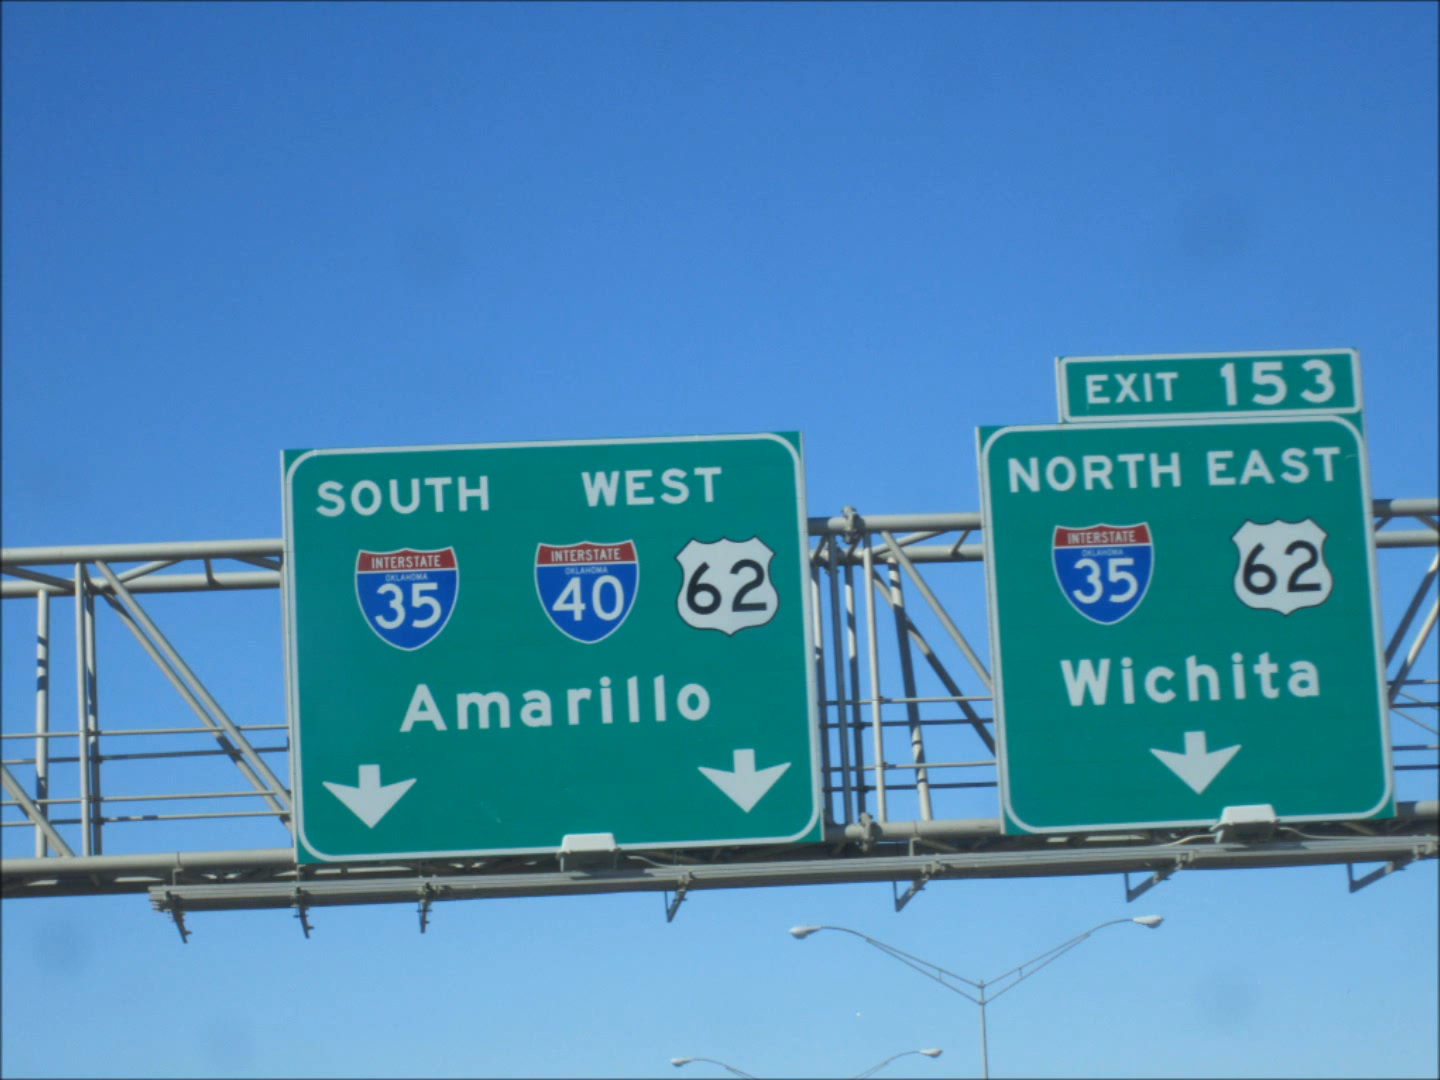 SOUTH WEST
INTERSTATE OKLAHOMA 35
INTERSTATE OKLAHOMA 40
62
Amarillo
EXIT 153
NORTH EAST
INTERSTATE OKLAHOMA 35
62
Wichita